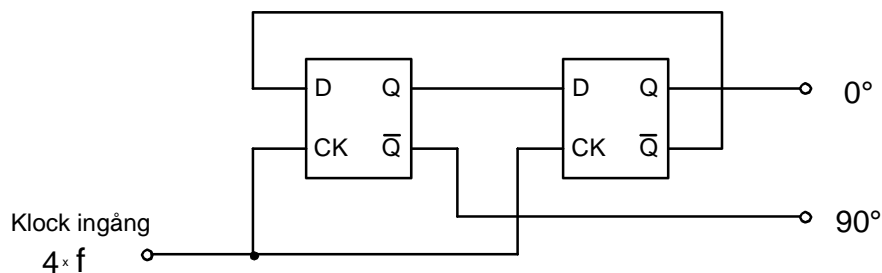 D Q D Q 0°
CK Q̅ CK Q̅
90°
Klock ingång
4 x f